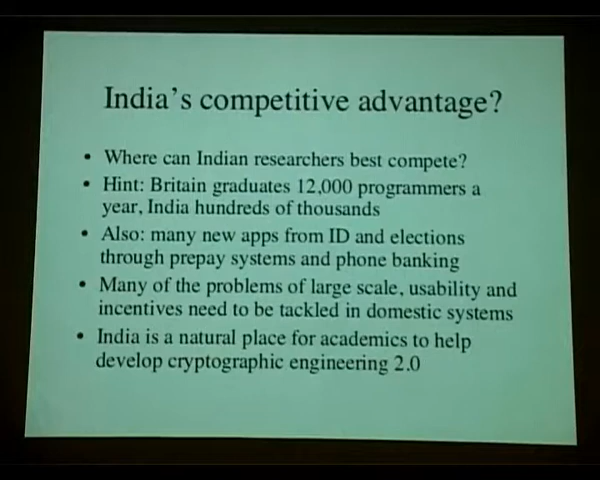 India's competitive advantage?
• Where can Indian researchers best compete?
• Hint: Britain graduates 12,000 programmers a
year, India hundreds of thousands
• Also: many new apps from ID and elections
through prepay systems and phone banking
• Many of the problems of large scale, usability and
incentives need to be tackled in domestic systems
• India is a natural place for academics to help
develop cryptographic engineering 2.0